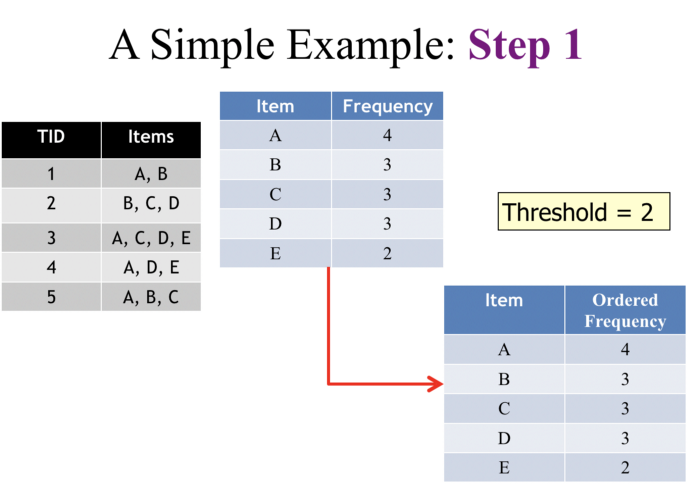 A Simple Example: Step 1
TID Items
1 A, B
2 B, C, D
3 A, C, D, E
4 A, D, E
5 A, B, C
Item Frequency
A 4
B 3
C 3
D 3
E 2
Threshold = 2
Item Ordered
Frequency
A 4
B 3
C 3
D 3
E 2